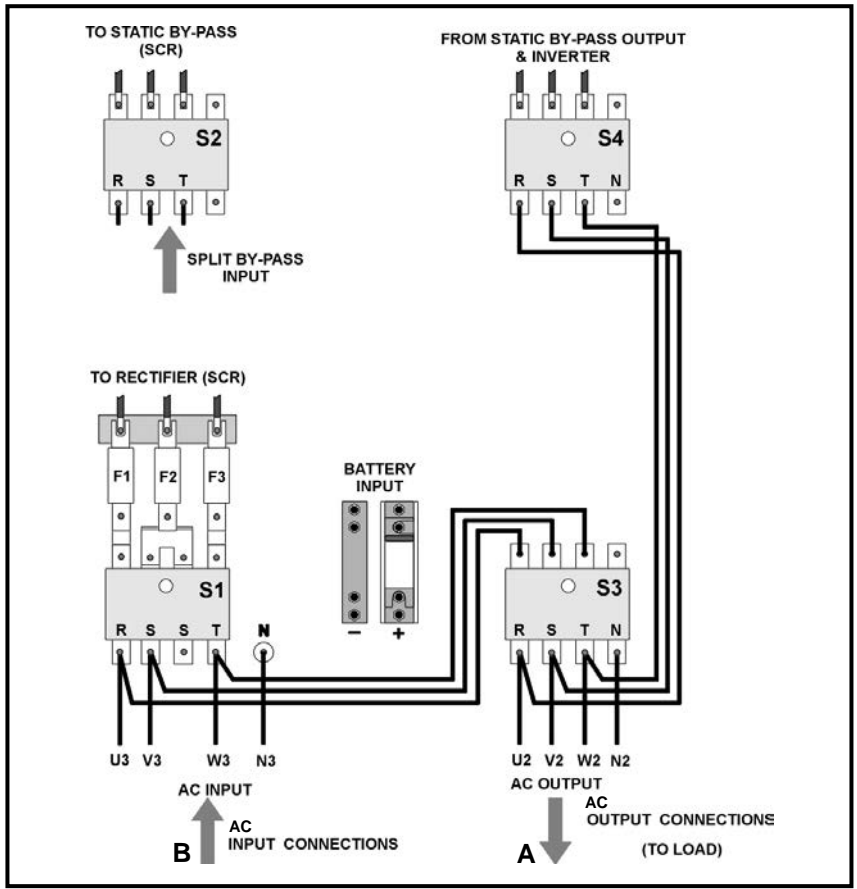 TO STATIC BY-PASS
(SCR)
S2
R S T
SPLIT BY-PASS
INPUT
FROM STATIC BY-PASS OUTPUT
& INVERTER
S4
R S T N
TO RECTIFIER (SCR)
F1 F2 F3
S1
R S S T N
U3 V3 W3 N3
AC INPUT
B
AC
INPUT CONNECTIONS
BATTERY
INPUT
– +
S3
R S T N
U2 V2 W2 N2
AC OUTPUT
A
AC
OUTPUT CONNECTIONS
(TO LOAD)